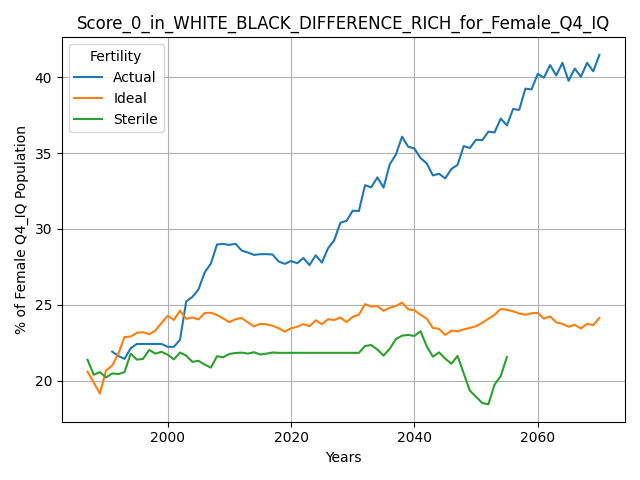 Score_0_in_WHITE_BLACK_DIFFERENCE_RICH_for_Female_Q4_IQ
Fertility
Actual
Ideal
Sterile
% of Female Q4_IQ Population
40
35
30
25
20
2000
2020
2040
2060
Years